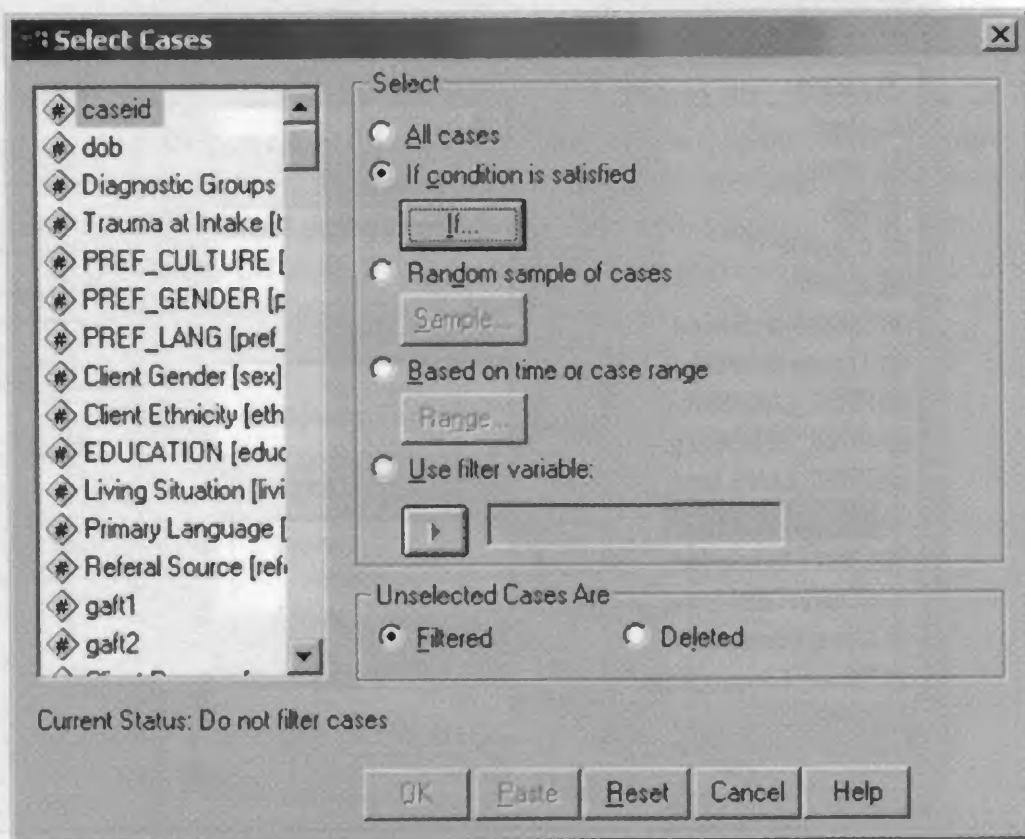 Select Cases
caseid
dob
Diagnostic Groups
Trauma at Intake [t
PREF_CULTURE [
PREF_GENDER [p
PREF_LANG [pref_
Client Gender [sex]
Client Ethnicity [eth
EDUCATION [educ
Living Situation [livi
Primary Language [
Referal Source [refe
gaft1
gaft2
Select
All cases
If condition is satisfied
If...
Random sample of cases
Sample...
Based on time or case range
Range...
Use filter variable:
Unselected Cases Are
Filtered
Deleted
Current Status: Do not filter cases
OK Paste Reset Cancel Help